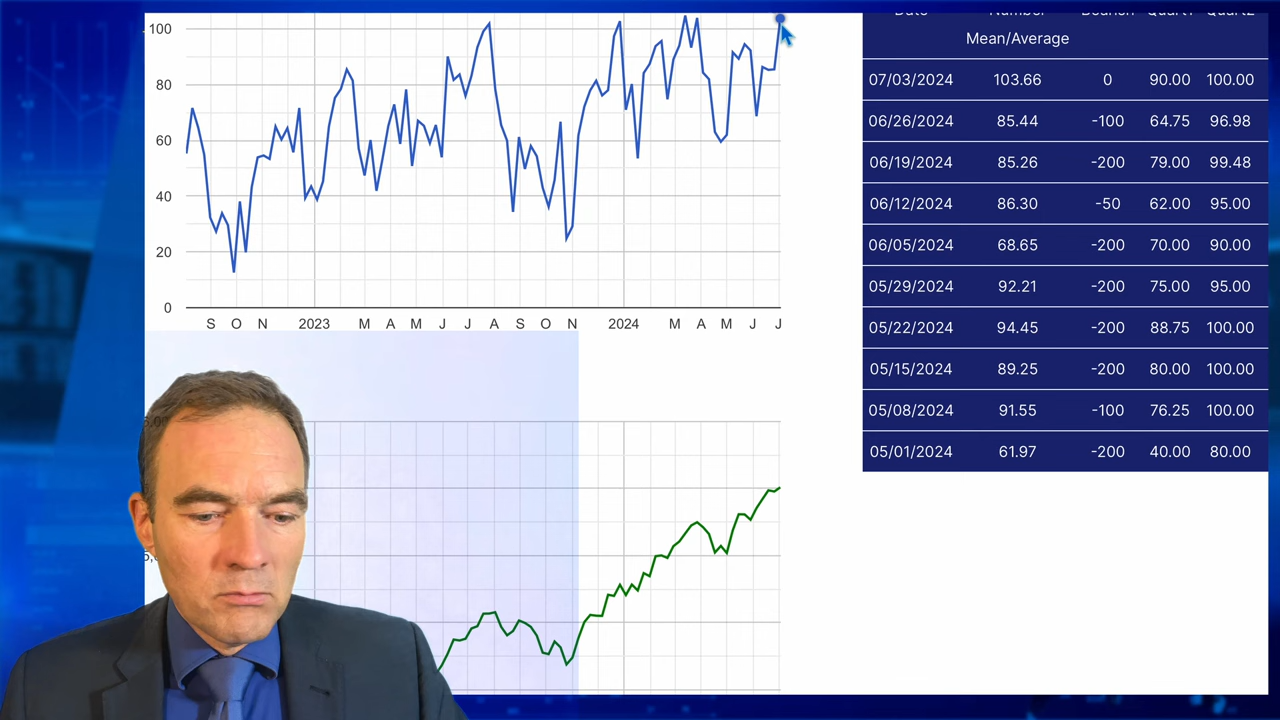 100
80
60
40
20
0
S O N 2023 M A M J J A S O N 2024 M A M J J
Date Number Bearish Quart1 Quart2
Mean/Average
07/03/2024 103.66 0 90.00 100.00
06/26/2024 85.44 -100 64.75 96.98
06/19/2024 85.26 -200 79.00 99.48
06/12/2024 86.30 -50 62.00 95.00
06/05/2024 68.65 -200 70.00 90.00
05/29/2024 92.21 -200 75.00 95.00
05/22/2024 94.45 -200 88.75 100.00
05/15/2024 89.25 -200 80.00 100.00
05/08/2024 91.55 -100 76.25 100.00
05/01/2024 61.97 -200 40.00 80.00